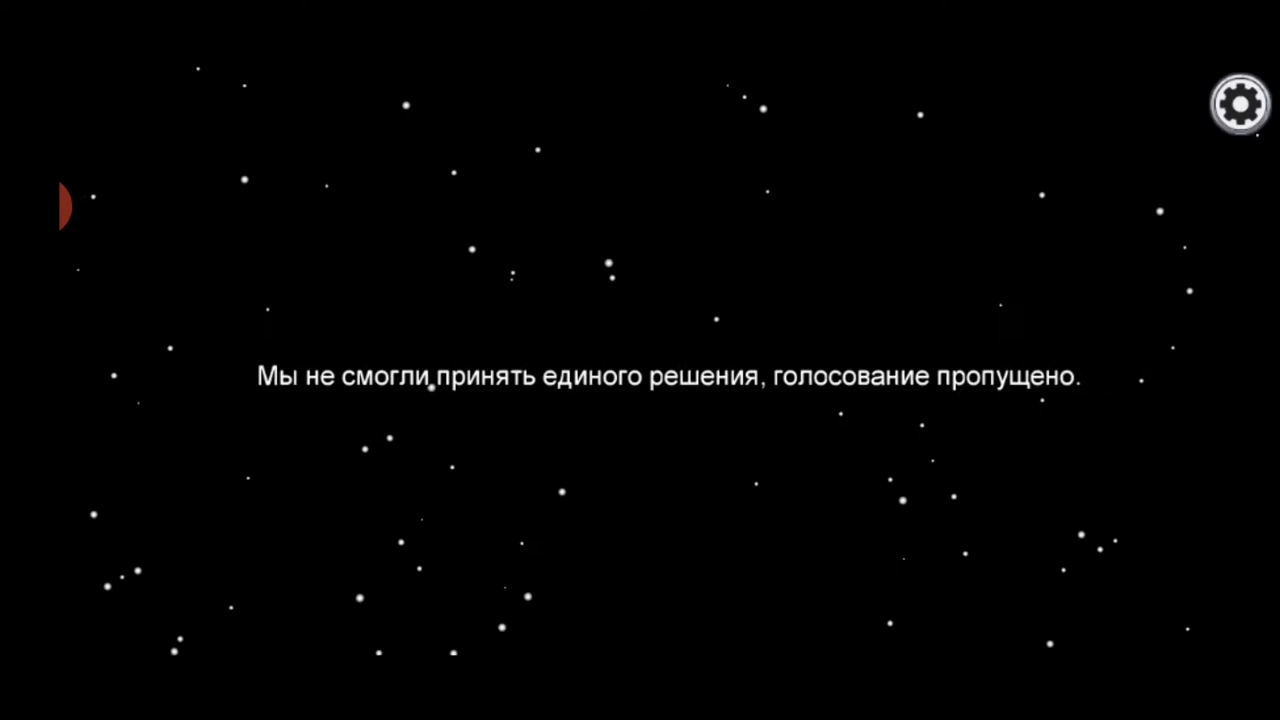 Мы не смогли принять единого решения, голосование пропущено.